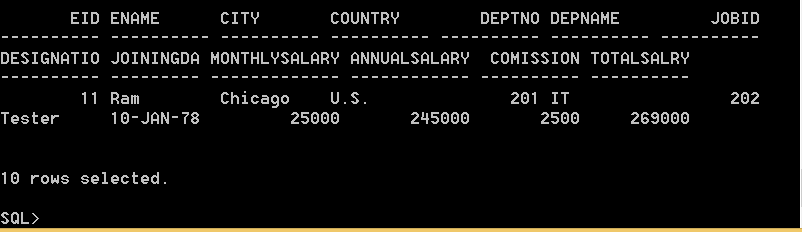 EID ENAME      CITY       COUNTRY        DEPTNO DEPNAME         JOBID
---------- ---------- ---------- ---------- ---------- ---------- ----------
DESIGNATIO JOININGDA MONTHLYSALARY ANNUALSALARY  COMISSION TOTALSALRY
---------- --------- ------------- ------------ ---------- ----------
        11 Ram        Chicago    U.S.              201 IT                202
Tester     10-JAN-78         25000       245000       2500     269000
10 rows selected.
SQL>